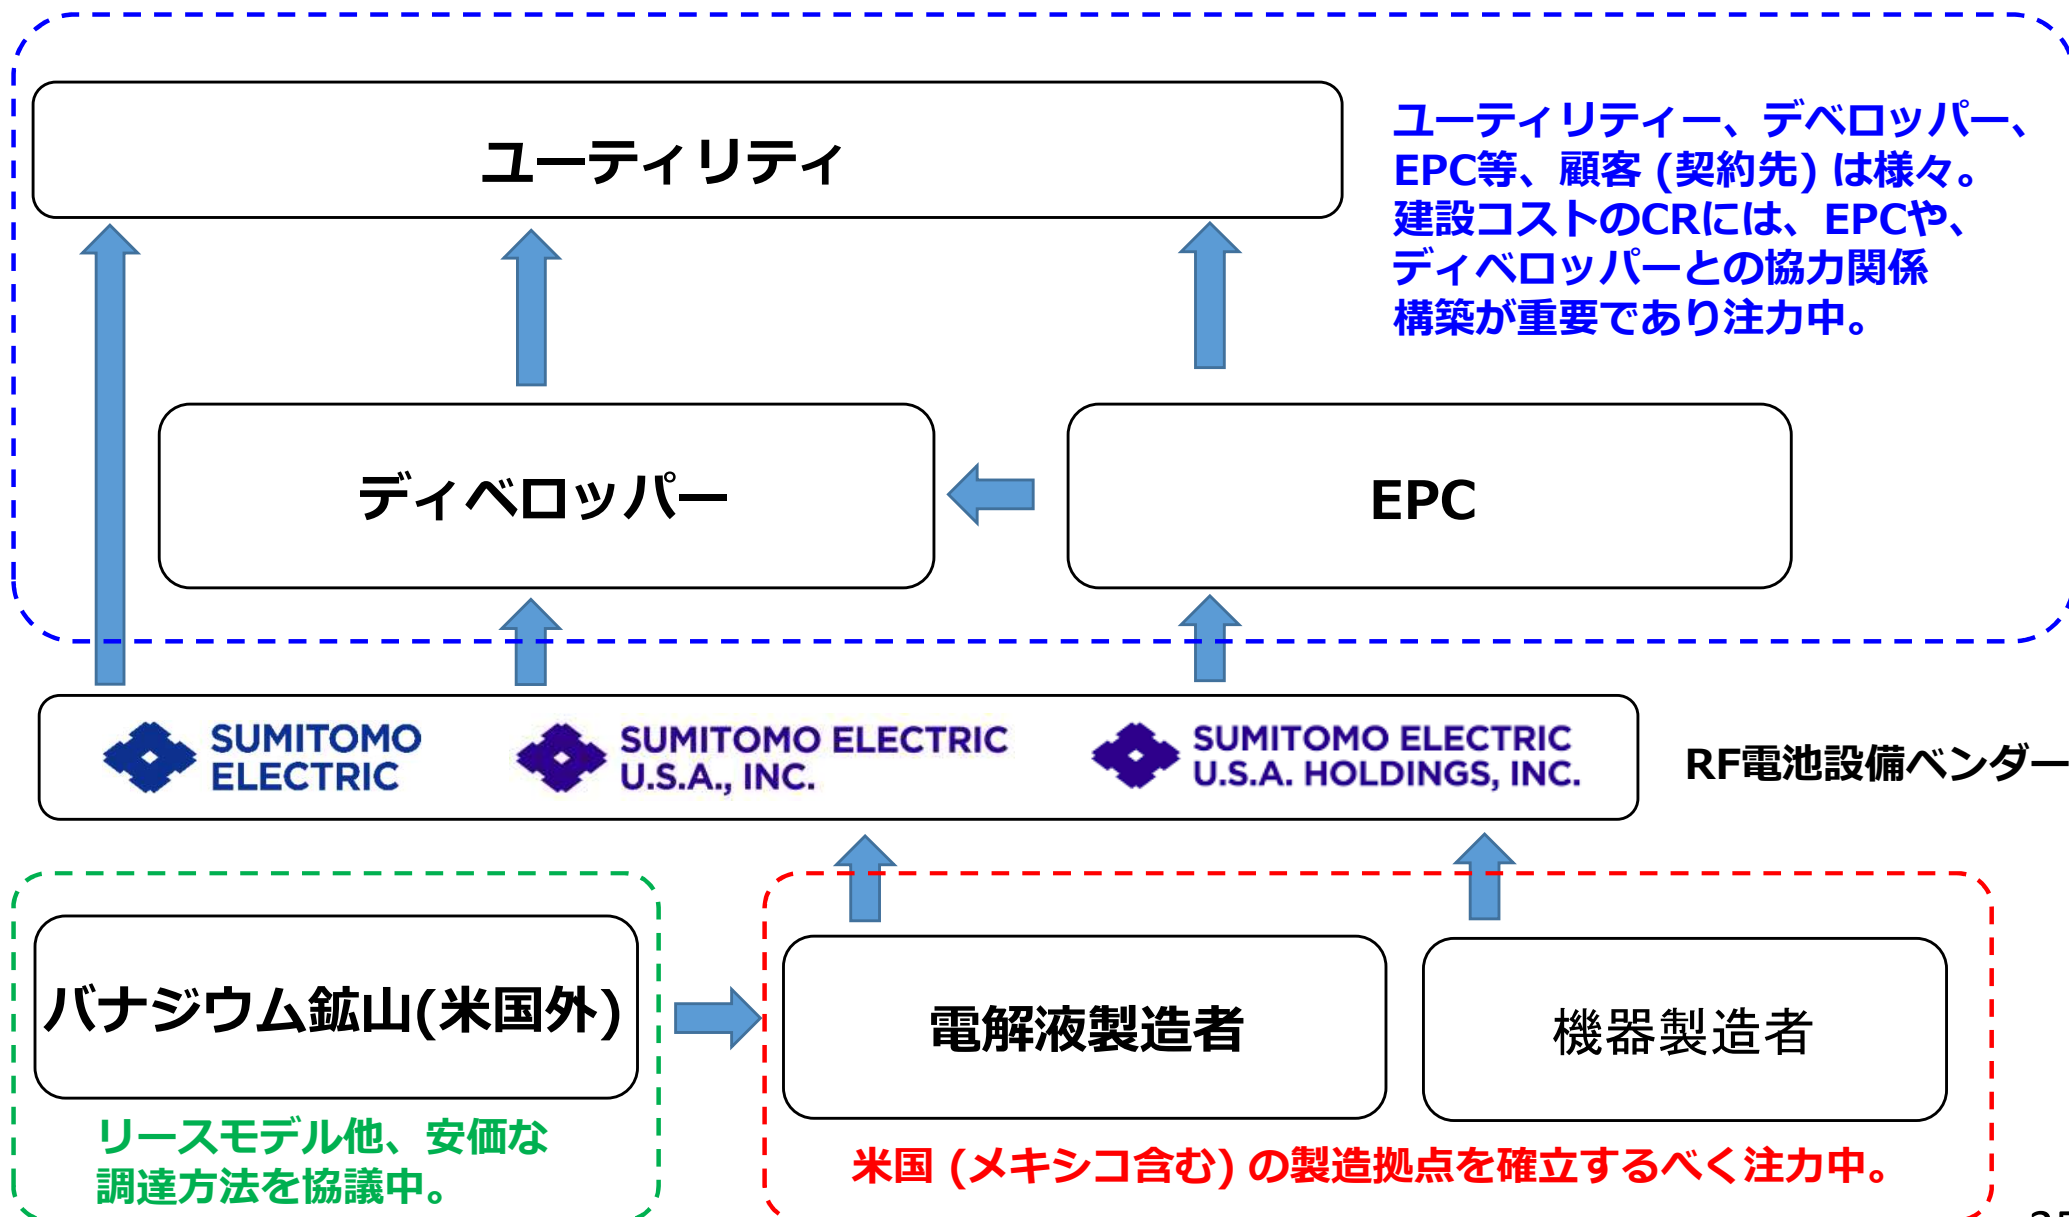 ユーティリティ
ユーティリティー、デベロッパー、
EPC等、顧客 (契約先) は様々。
建設コストのCRには、EPCや、
ディベロッパーとの協力関係
構築が重要であり注力中。
ディベロッパー
EPC
SUMITOMO
ELECTRIC
SUMITOMO ELECTRIC
U.S.A., INC.
SUMITOMO ELECTRIC
U.S.A. HOLDINGS, INC.
RF電池設備ベンダー
バナジウム鉱山(米国外)
電解液製造者
機器製造者
リースモデル他、安価な
調達方法を協議中。
米国 (メキシコ含む) の製造拠点を確立するべく注力中。